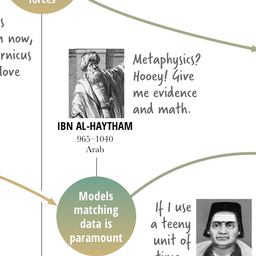 forces
s
n now,
rnicus
love
Metaphysics?
Hooey! Give
me evidence
and math.
IBN AL-HAYTHAM
965–1040
Arab
Models
matching
data is
paramount
If I use
a teeny
unit of
time